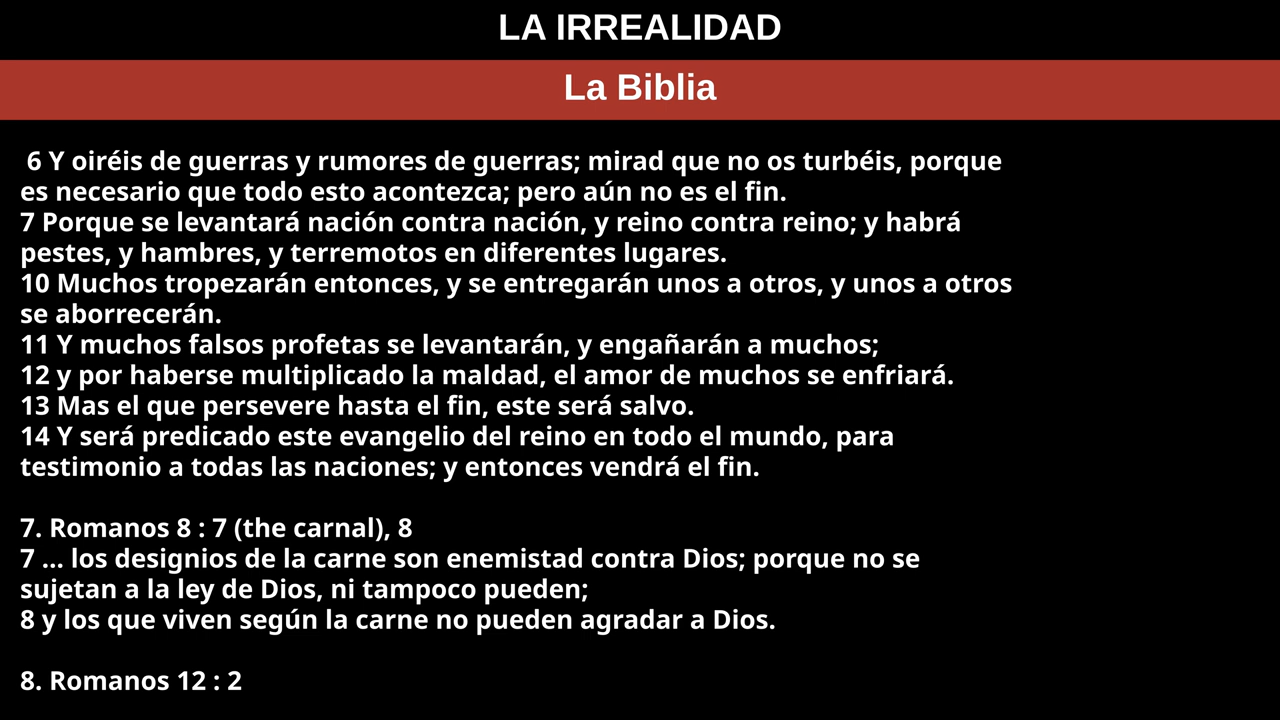 LA IRREALIDAD
La Biblia
6 Y oiréis de guerras y rumores de guerras; mirad que no os turbéis, porque
es necesario que todo esto acontezca; pero aún no es el fin.
7 Porque se levantará nación contra nación, y reino contra reino; y habrá
pestes, y hambres, y terremotos en diferentes lugares.
10 Muchos tropezarán entonces, y se entregarán unos a otros, y unos a otros
se aborrecerán.
11 Y muchos falsos profetas se levantarán, y engañarán a muchos;
12 y por haberse multiplicado la maldad, el amor de muchos se enfriará.
13 Mas el que persevere hasta el fin, este será salvo.
14 Y será predicado este evangelio del reino en todo el mundo, para
testimonio a todas las naciones; y entonces vendrá el fin.
7. Romanos 8 : 7 (the carnal), 8
7 ... los designios de la carne son enemistad contra Dios; porque no se
sujetan a la ley de Dios, ni tampoco pueden;
8 y los que viven según la carne no pueden agradar a Dios.
8. Romanos 12 : 2